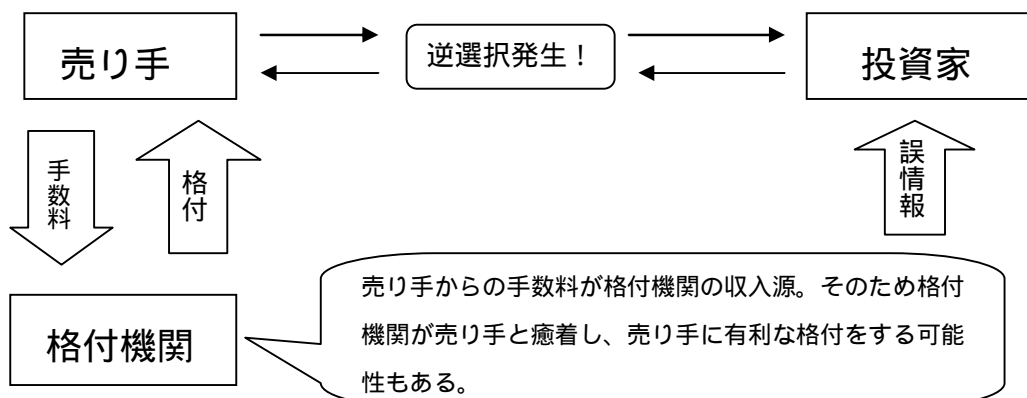 売り手
逆選択発生！
投資家
手数料
格付
誤情報
格付機関
売り手からの手数料が格付機関の収入源。そのため格付
機関が売り手と癒着し、売り手に有利な格付をする可能
性もある。